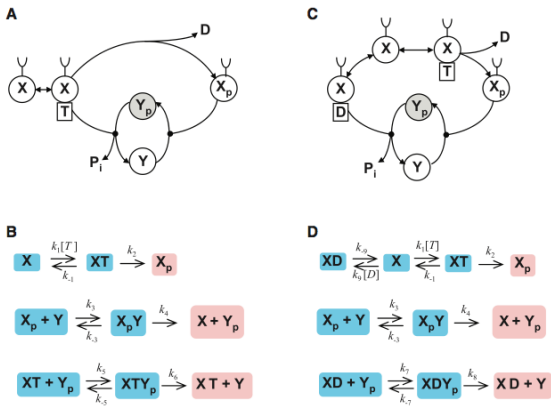 A
D
X
X
T
Xp
Yp
Y
Pi
B
X
k1[T]
k-1
XT
k2
Xp
Xp + Y
k3
k-3
XpY
k4
X + Yp
XT + Yp
k5
k-5
XTYp
k6
X T + Y
C
X
X
T
D
X
D
Xp
Yp
Y
Pi
D
XD
k-9
k9[D]
X
k1[T]
k-1
XT
k2
Xp
Xp + Y
k3
k-3
XpY
k4
X + Yp
XD + Yp
k7
k-7
XDYp
k8
X D + Y